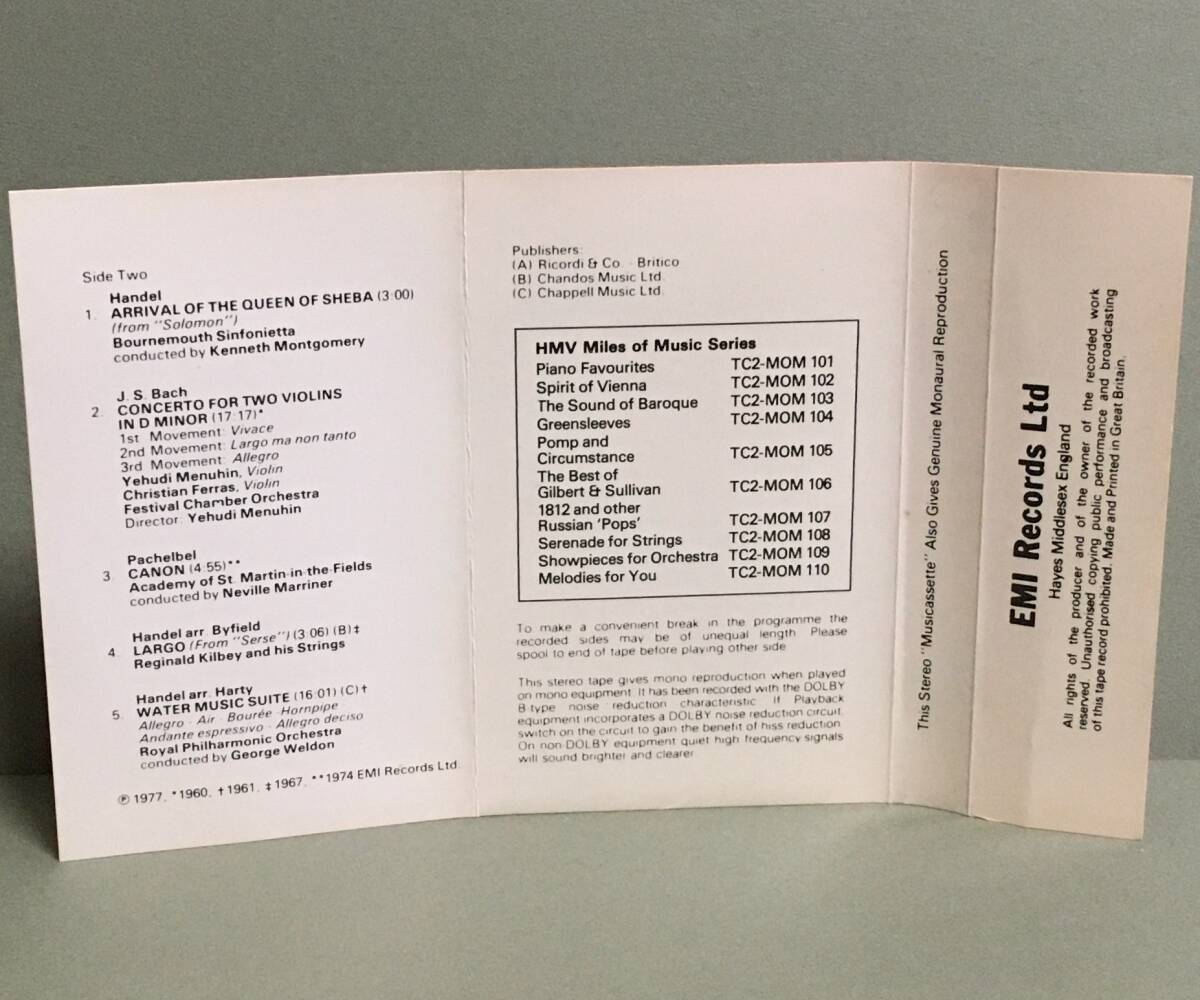 Side Two
Handel
1. ARRIVAL OF THE QUEEN OF SHEBA (3:00)
(from "Solomon")
Bournemouth Sinfonietta
conducted by Kenneth Montgomery
J. S. Bach
2. CONCERTO FOR TWO VIOLINS
IN D MINOR (17:17)*
1st Movement: Vivace
2nd Movement: Largo ma non tanto
3rd Movement: Allegro
Yehudi Menuhin, Violin
Christian Ferras, Violin
Festival Chamber Orchestra
Director: Yehudi Menuhin
Pachelbel
3. CANON (4:55)**
Academy of St. Martin-in-the-Fields
conducted by Neville Marriner
Handel arr. Byfield
4. LARGO (From "Serse") (3:06) (B)‡
Reginald Kilbey and his Strings
Handel arr. Harty
5. WATER MUSIC SUITE (16:01) (C)†
Allegro · Air · Bourée · Hornpipe
Andante espressivo · Allegro deciso
Royal Philharmonic Orchestra
conducted by George Weldon
℗ 1977. *1960. †1961. ‡1967. **1974 EMI Records Ltd.
Publishers:
(A) Ricordi & Co. - Britico
(B) Chandos Music Ltd.
(C) Chappell Music Ltd.
HMV Miles of Music Series
Piano Favourites TC2-MOM 101
Spirit of Vienna TC2-MOM 102
The Sound of Baroque TC2-MOM 103
Greensleeves TC2-MOM 104
Pomp and
Circumstance TC2-MOM 105
The Best of
Gilbert & Sullivan TC2-MOM 106
1812 and other
Russian 'Pops' TC2-MOM 107
Serenade for Strings TC2-MOM 108
Showpieces for Orchestra TC2-MOM 109
Melodies for You TC2-MOM 110
To make a convenient break in the programme the
recorded sides may be of unequal length. Please
spool to end of tape before playing other side.
This stereo tape gives mono reproduction when played
on mono equipment. It has been recorded with the DOLBY
B-type noise reduction characteristic. If Playback
equipment incorporates a DOLBY noise reduction circuit,
switch on the circuit to gain the benefit of hiss reduction.
On non-DOLBY equipment quiet high frequency signals
will sound brighter and clearer.
This Stereo "Musicassette" Also Gives Genuine Monaural Reproduction
EMI Records Ltd
Hayes Middlesex England
All rights of the producer and of the owner of the recorded work
reserved. Unauthorised copying public performance and broadcasting
of this tape record prohibited. Made and Printed in Great Britain.